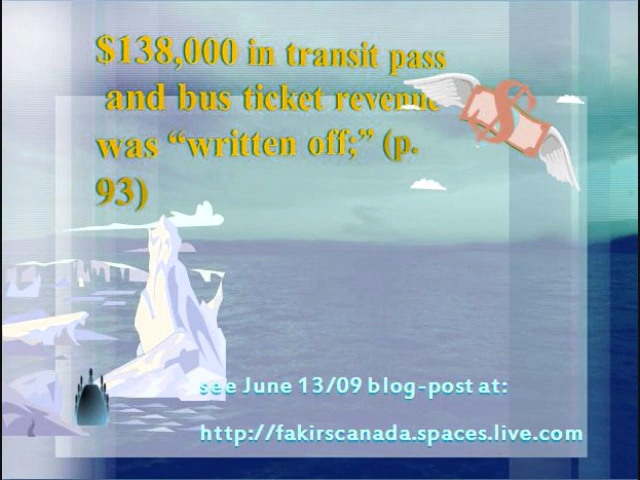 $138,000 in transit pass
and bus ticket revenue
was “written off;” (p.
93)
see June 13/09 blog-post at:
http://fakirscanada.spaces.live.com